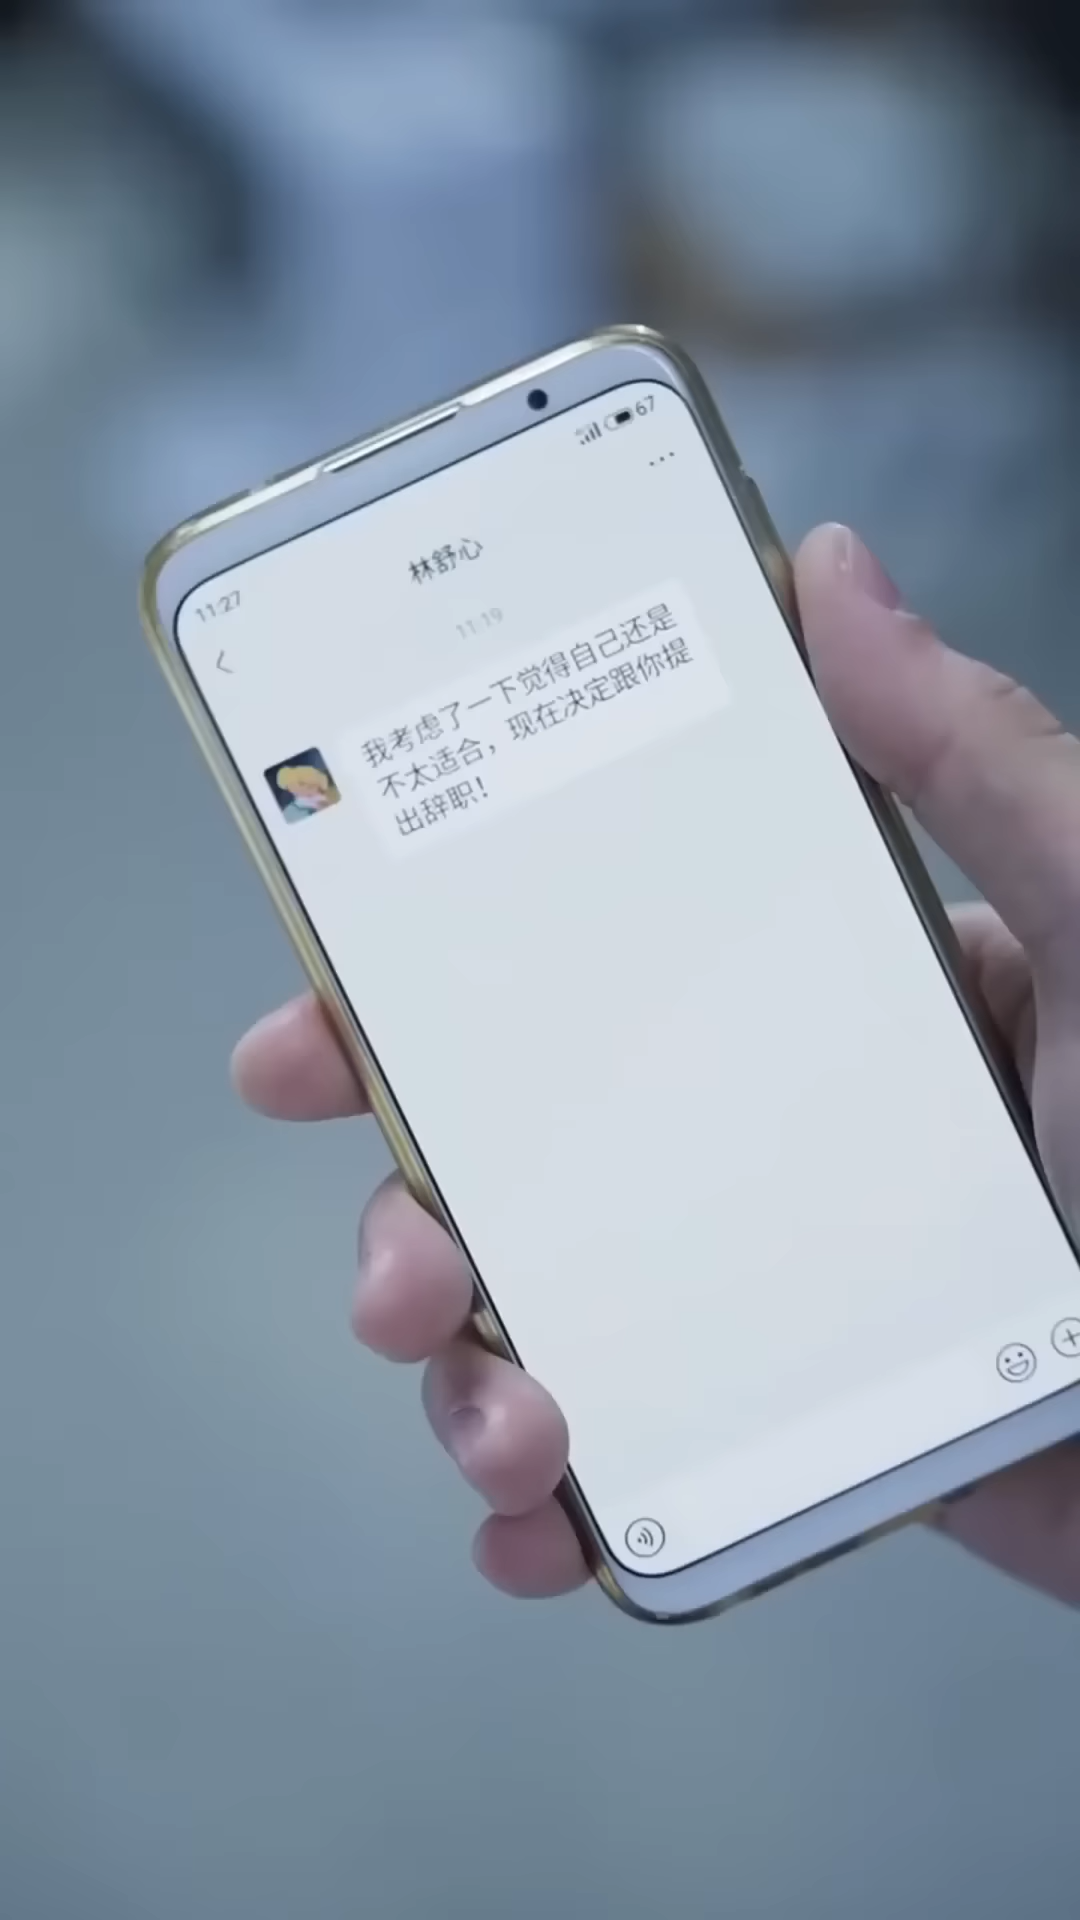 11:27
67
林舒心
11:19
我考虑了一下觉得自己还是
不太适合，现在决定跟你提
出辞职！